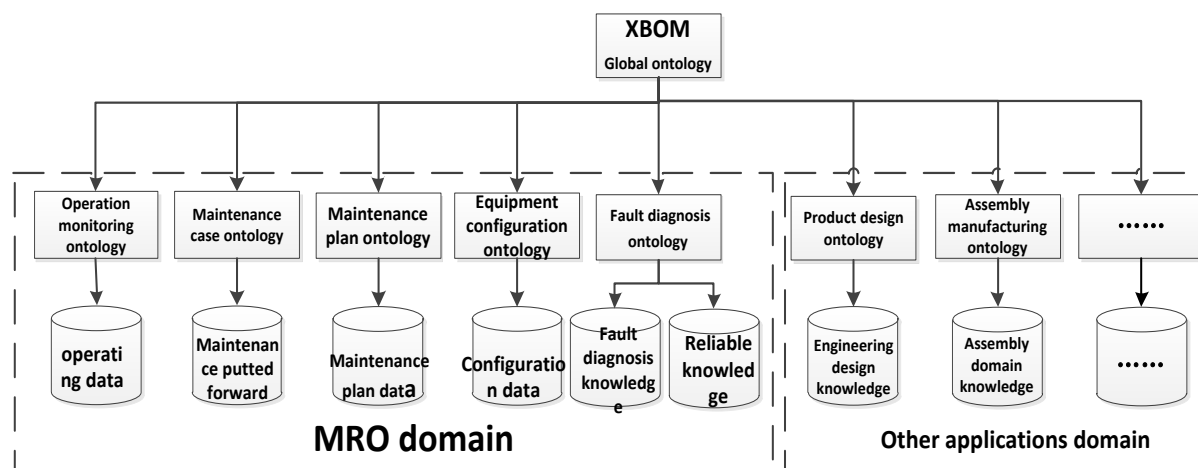 XBOM
Global ontology
Operation
monitoring
ontology
Maintenance
case ontology
Maintenance
plan ontology
Equipment
configuration
ontology
Fault diagnosis
ontology
Product design
ontology
Assembly
manufacturing
ontology
······
operati
ng data
Maintenan
ce putted
forward
Maintenance
plan data
Configuratio
n data
Fault
diagnosis
knowledg
e
Reliable
knowled
ge
Engineering
design
knowledge
Assembly
domain
knowledge
······
MRO domain
Other applications domain